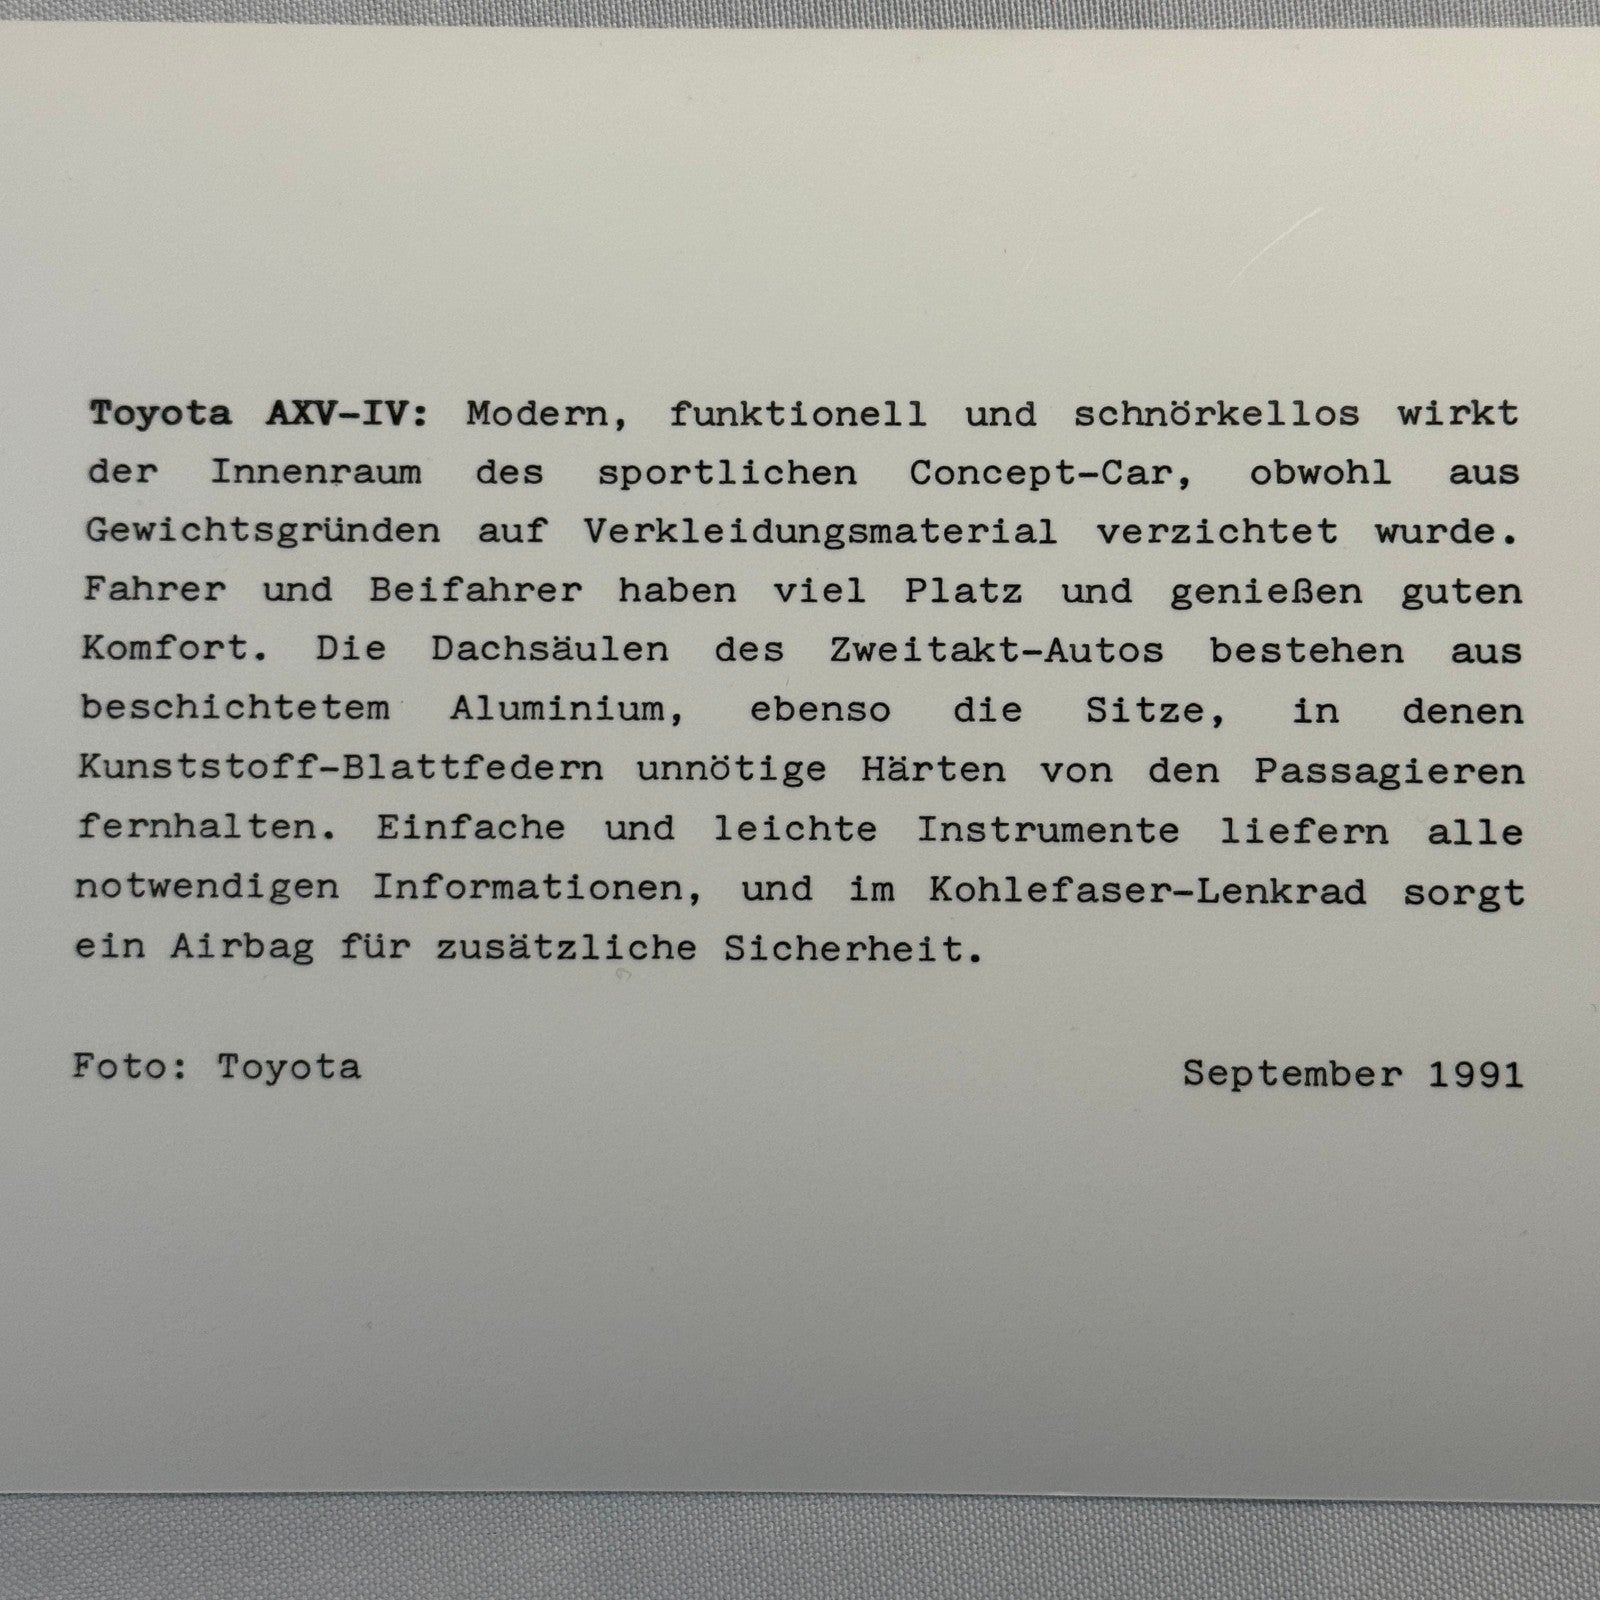 Toyota AXV-IV: Modern, funktionell und schnörkellos wirkt
der Innenraum des sportlichen Concept-Car, obwohl aus
Gewichtsgründen auf Verkleidungsmaterial verzichtet wurde.
Fahrer und Beifahrer haben viel Platz und genießen guten
Komfort. Die Dachsäulen des Zweitakt-Autos bestehen aus
beschichtetem Aluminium, ebenso die Sitze, in denen
Kunststoff-Blattfedern unnötige Härten von den Passagieren
fernhalten. Einfache und leichte Instrumente liefern alle
notwendigen Informationen, und im Kohlefaser-Lenkrad sorgt
ein Airbag für zusätzliche Sicherheit.
Foto: Toyota September 1991